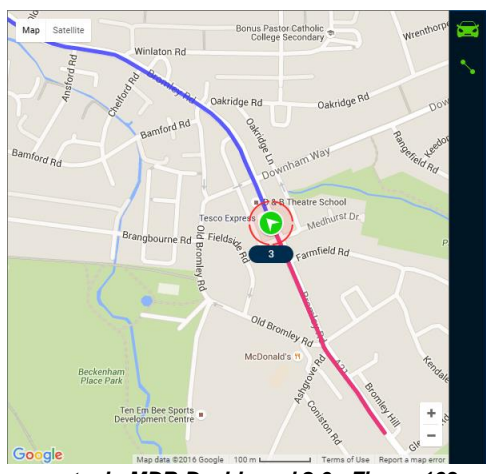 Map Satellite
Bonus Pastor Catholic
College Secondary
Winlaton Rd
Ansford Rd
Chelford Rd
Bromley Rd
Oakridge Rd
Oakridge Rd
Bamford Rd
Oakridge Ln
Downham Way
Rangefield Rd
Bamford Rd
D & B Theatre School
Tesco Express
Medhurst Dr
Brangbourne Rd
Old Bromley Rd
Fieldside Rd
3
Farmfield Rd
Bromley Rd
Old Bromley Rd
McDonald's
A21
Beckenham
Place Park
Ashgrove Rd
Bromley Hill
Ten Em Bee Sports
Development Centre
Coniston Rd
+
−
Google Map data ©2016 Google 100 m Terms of Use Report a map error